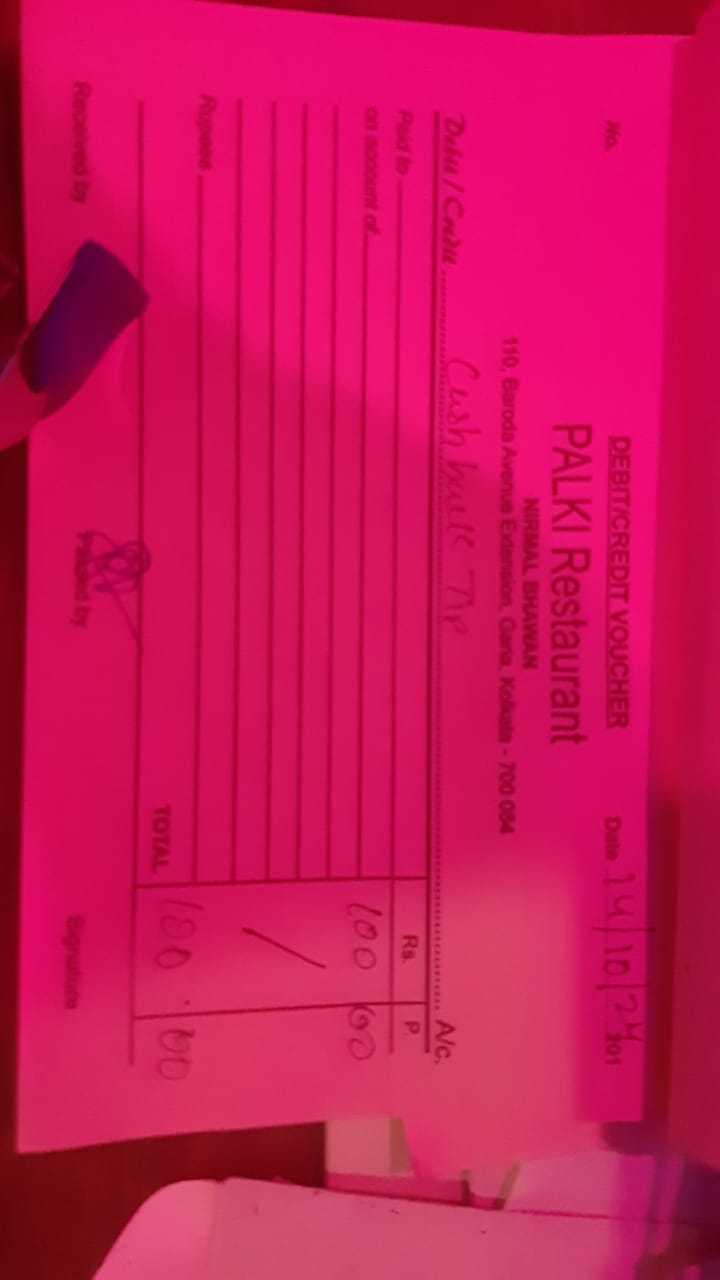 No.
DEBIT/CREDIT VOUCHER
Date 24/10/24 201
PALKI Restaurant
NIRMAL BHAWAN
110, Baroda Avenue Extension, Garia, Kolkata - 700 084
Debit / Credit Cash back TIP A/c.
Paid to Rs. P
on account of 100 00
Rupees
TOTAL 100.00
Received by Passed by Signature